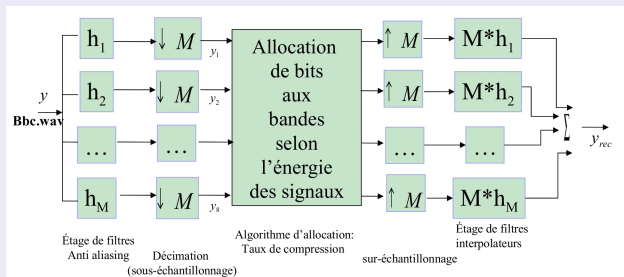 h1
↓ M
y1
Allocation
de bits
aux
bandes
selon
l'énergie
des signaux
↑ M
M*h1
y
Bbc.wav
h2
↓ M
y2
↑ M
M*h2
∑
yrec
...
...
...
...
hM
↓ M
y8
↑ M
M*hM
Étage de filtres
Anti aliasing
Décimation
(sous-échantillonnage)
Algorithme d'allocation:
Taux de compression
sur-échantillonnage
Étage de filtres
interpolateurs